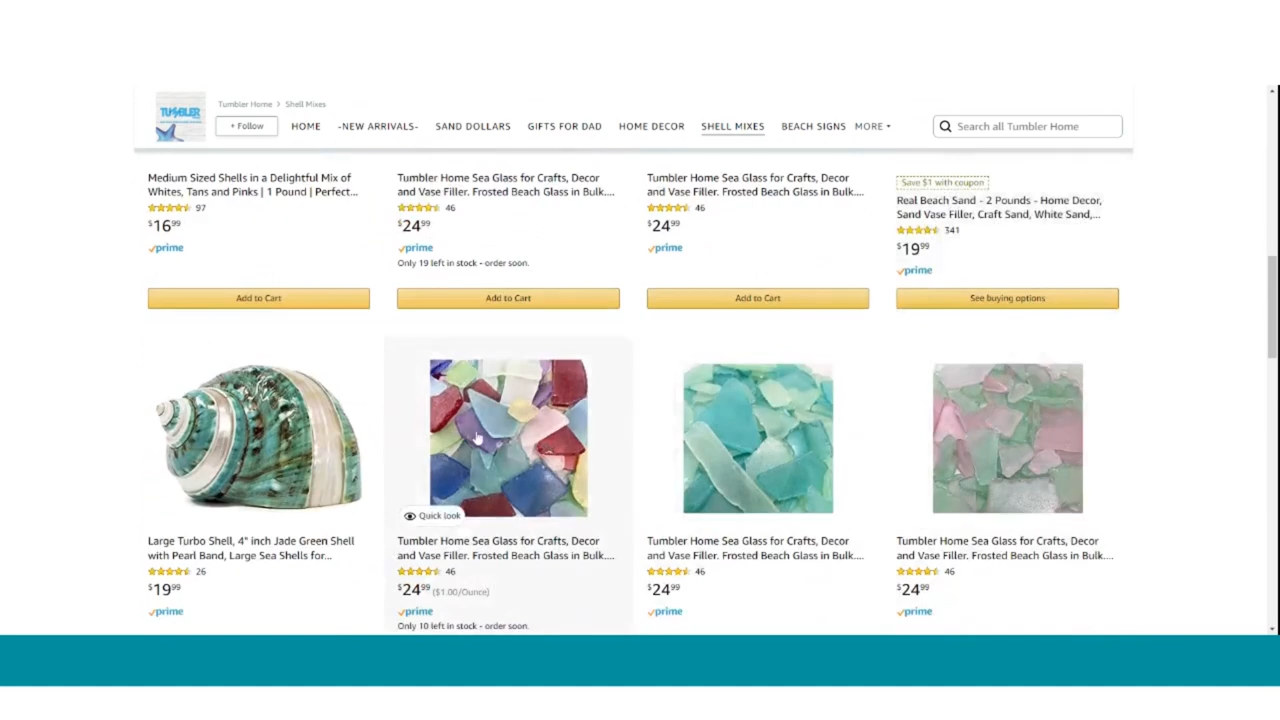 TUMBLER
Tumbler Home > Shell Mixes
+ Follow
HOME
-NEW ARRIVALS-
SAND DOLLARS
GIFTS FOR DAD
HOME DECOR
SHELL MIXES
BEACH SIGNS
MORE
Search all Tumbler Home
Medium Sized Shells in a Delightful Mix of
Whites, Tans and Pinks | 1 Pound | Perfect...
97
$16.99
prime
Add to Cart
Tumbler Home Sea Glass for Crafts, Decor
and Vase Filler. Frosted Beach Glass in Bulk....
46
$24.99
prime
Only 19 left in stock - order soon.
Add to Cart
Tumbler Home Sea Glass for Crafts, Decor
and Vase Filler. Frosted Beach Glass in Bulk....
46
$24.99
prime
Add to Cart
Save $1 with coupon
Real Beach Sand - 2 Pounds - Home Decor,
Sand Vase Filler, Craft Sand, White Sand,...
341
$19.99
prime
See buying options
Large Turbo Shell, 4" inch Jade Green Shell
with Pearl Band, Large Sea Shells for...
26
$19.99
prime
Quick look
Tumbler Home Sea Glass for Crafts, Decor
and Vase Filler. Frosted Beach Glass in Bulk....
46
$24.99 ($1.00/Ounce)
prime
Only 10 left in stock - order soon.
Tumbler Home Sea Glass for Crafts, Decor
and Vase Filler. Frosted Beach Glass in Bulk....
46
$24.99
prime
Tumbler Home Sea Glass for Crafts, Decor
and Vase Filler. Frosted Beach Glass in Bulk....
46
$24.99
prime